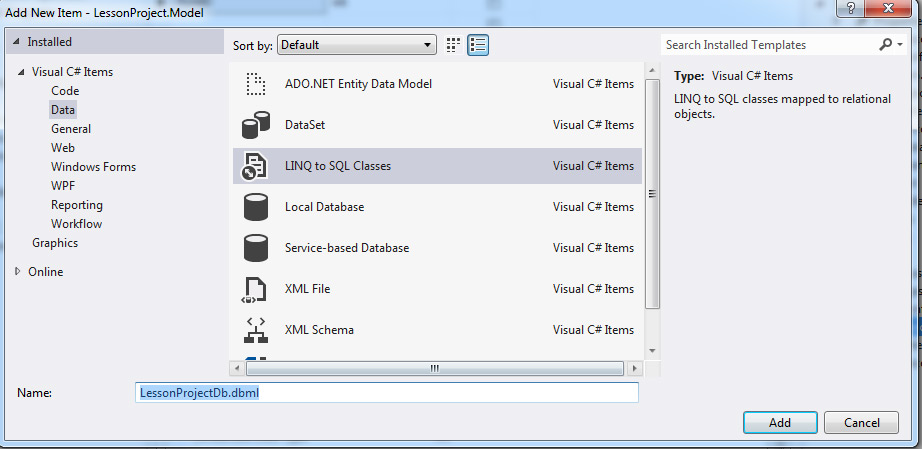 Add New Item - LessonProject.Model
Installed
Visual C# Items
Code
Data
General
Web
Windows Forms
WPF
Reporting
Workflow
Graphics
Online
Sort by: Default
ADO.NET Entity Data Model Visual C# Items
DataSet Visual C# Items
LINQ to SQL Classes Visual C# Items
Local Database Visual C# Items
Service-based Database Visual C# Items
XML File Visual C# Items
XML Schema Visual C# Items
Search Installed Templates
Type: Visual C# Items
LINQ to SQL classes mapped to relational
objects.
Name: LessonProjectDb.dbml
Add Cancel